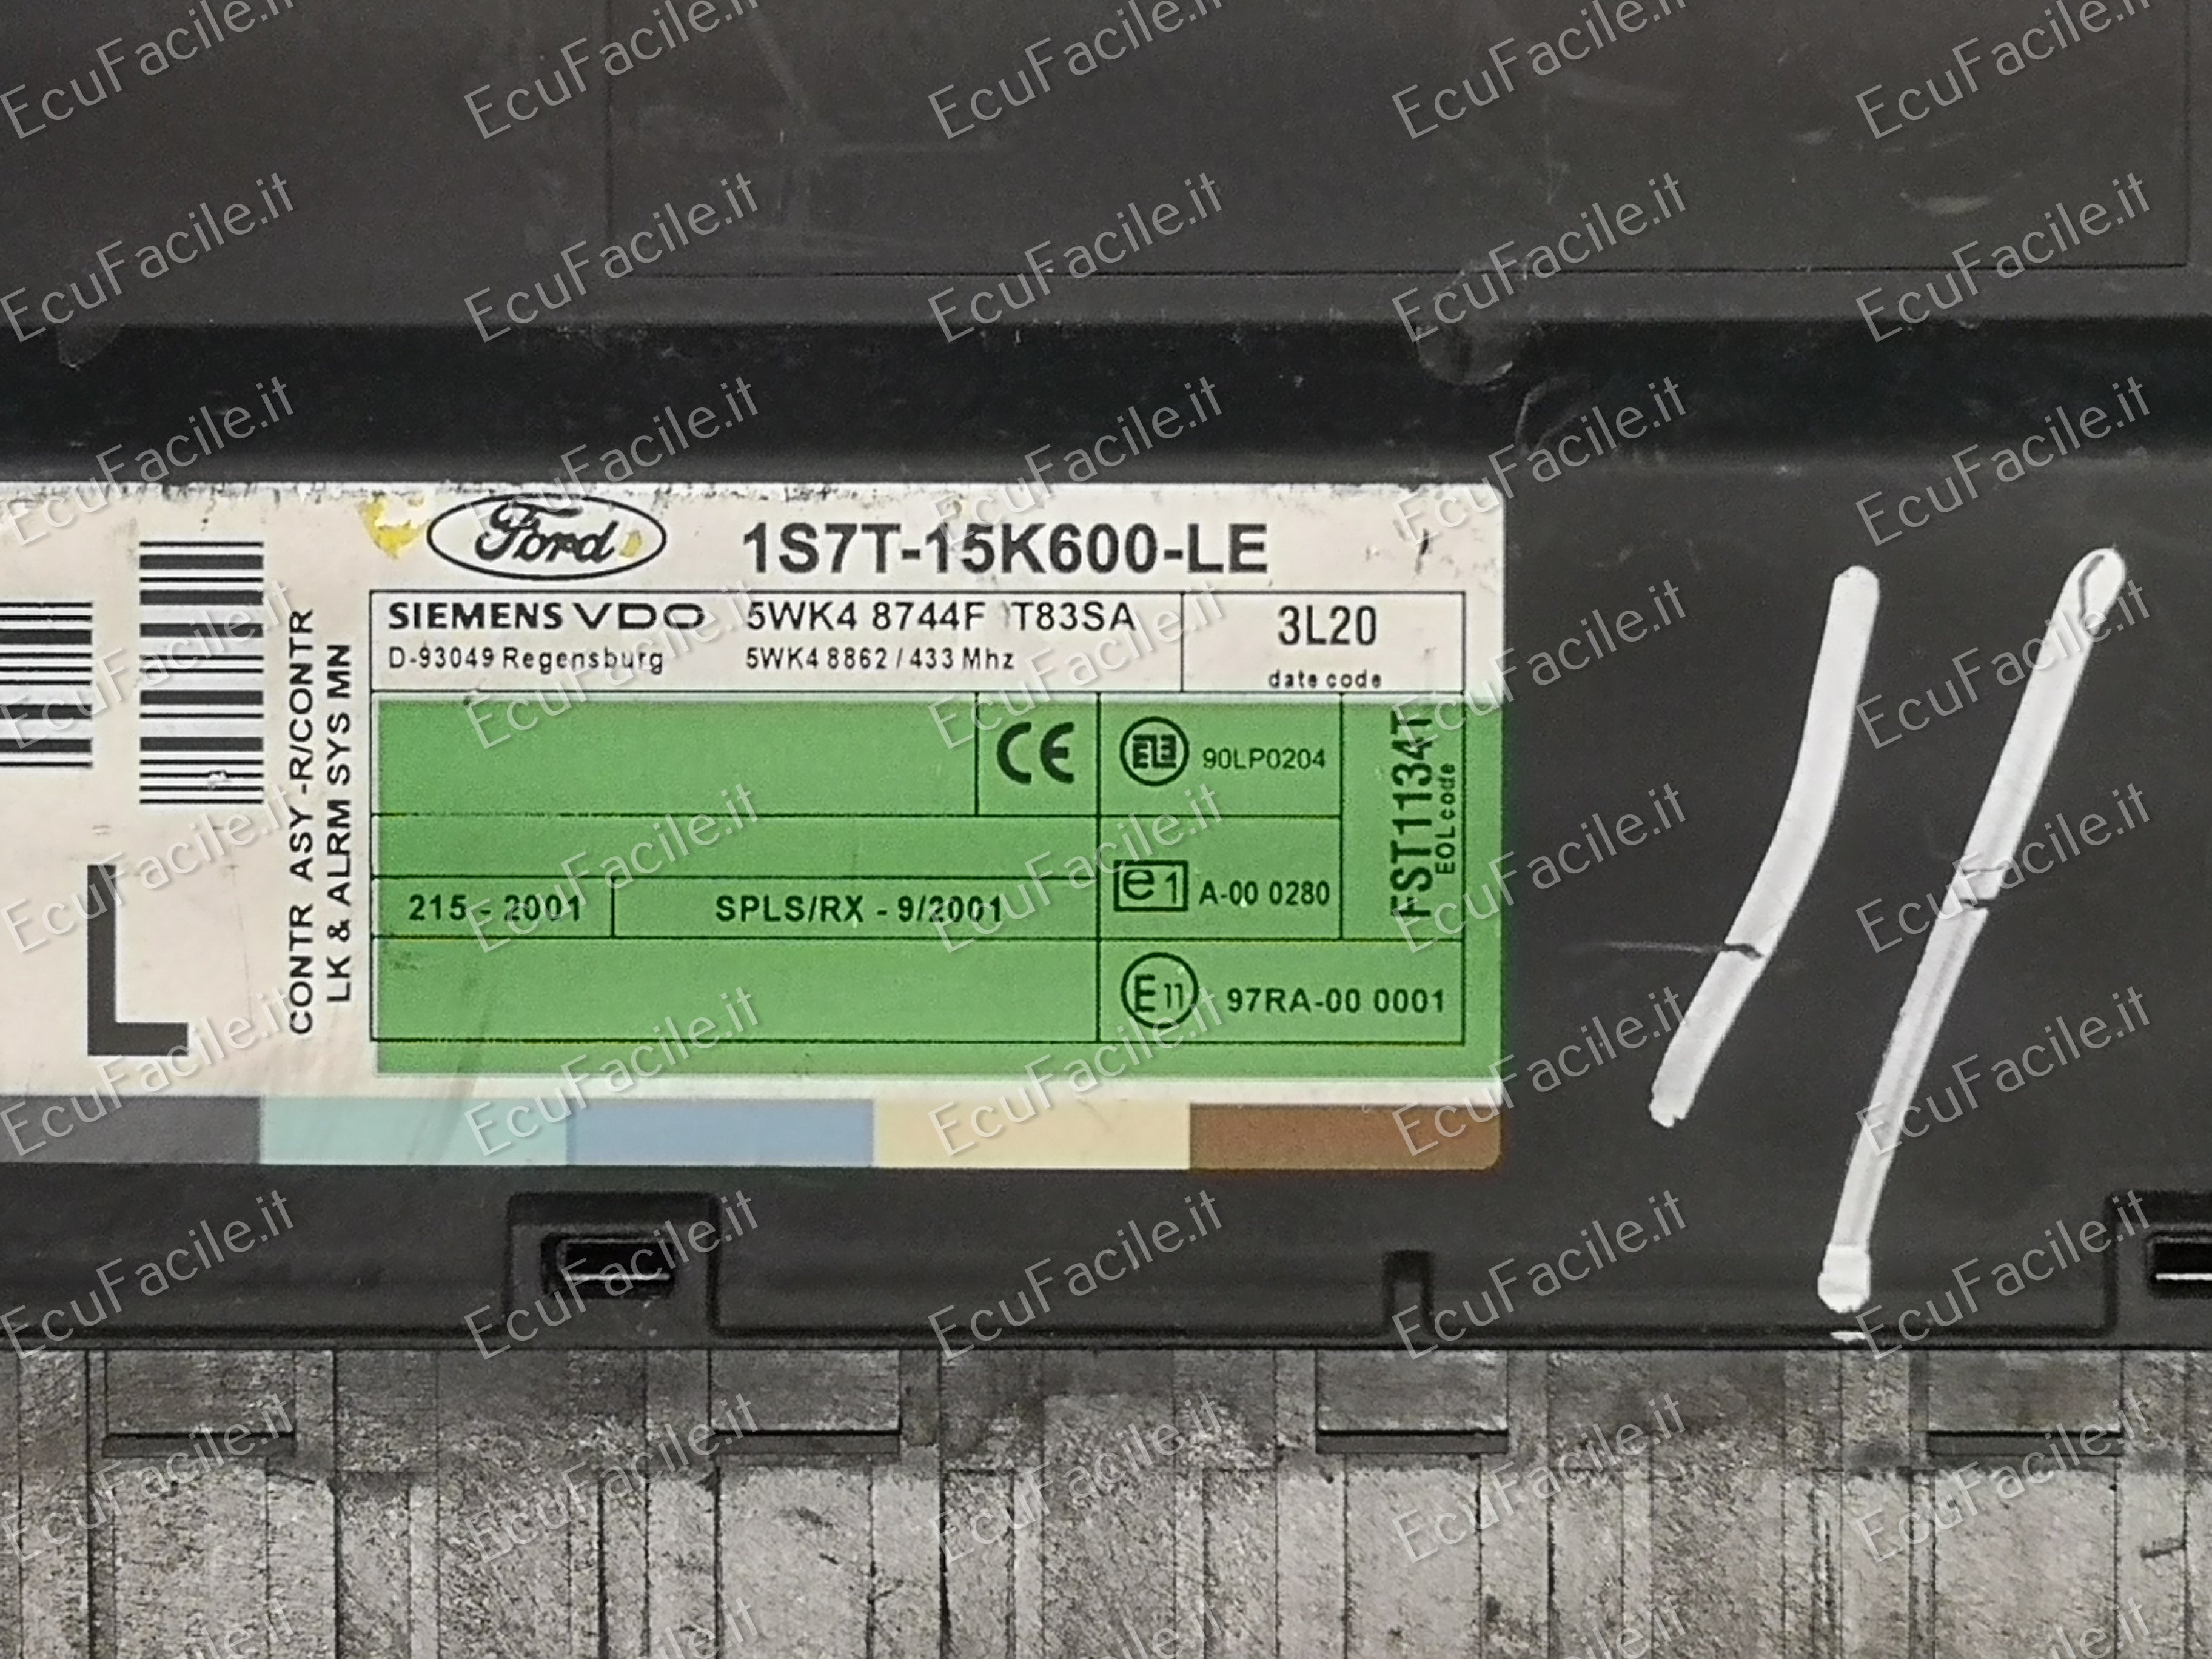 Ford
1S7T-15K600-LE
SIEMENS VDO 5WK4 8744F T83SA
D-93049 Regensburg 5WK4 8862 / 433 Mhz
3L20
date code
CONTR ASY -R/CONTR
LK & ALRM SYS MN
L
CE
90LP0204
FST1134T
EOL code
e1 A-00 0280
215 - 2001
SPLS/RX - 9/2001
E11 97RA-00 0001
EcuFacile.it